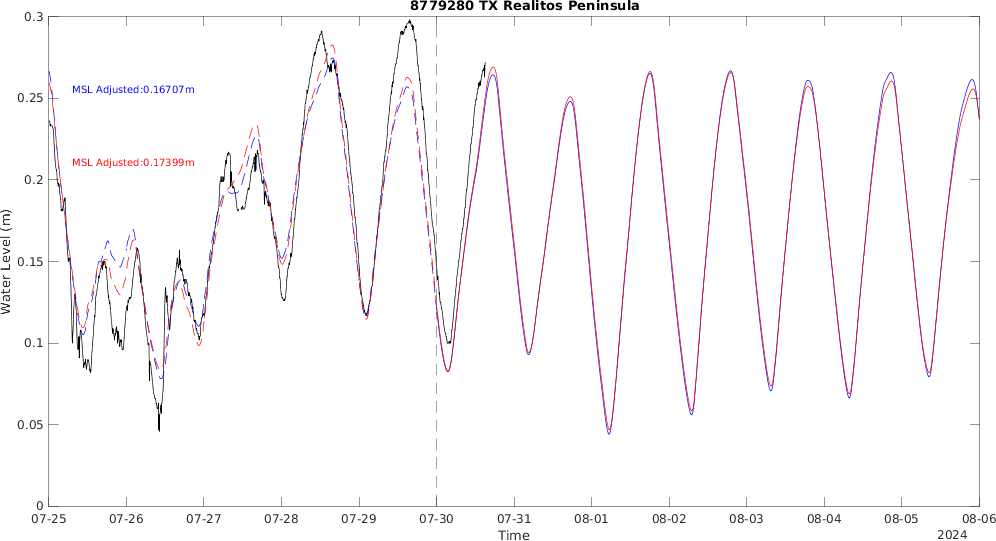 8779280 TX Realitos Peninsula
Water Level (m)
0.3
0.25
0.2
0.15
0.1
0.05
0
MSL Adjusted:0.16707m
MSL Adjusted:0.17399m
07-25 07-26 07-27 07-28 07-29 07-30 07-31 08-01 08-02 08-03 08-04 08-05 08-06
Time
2024